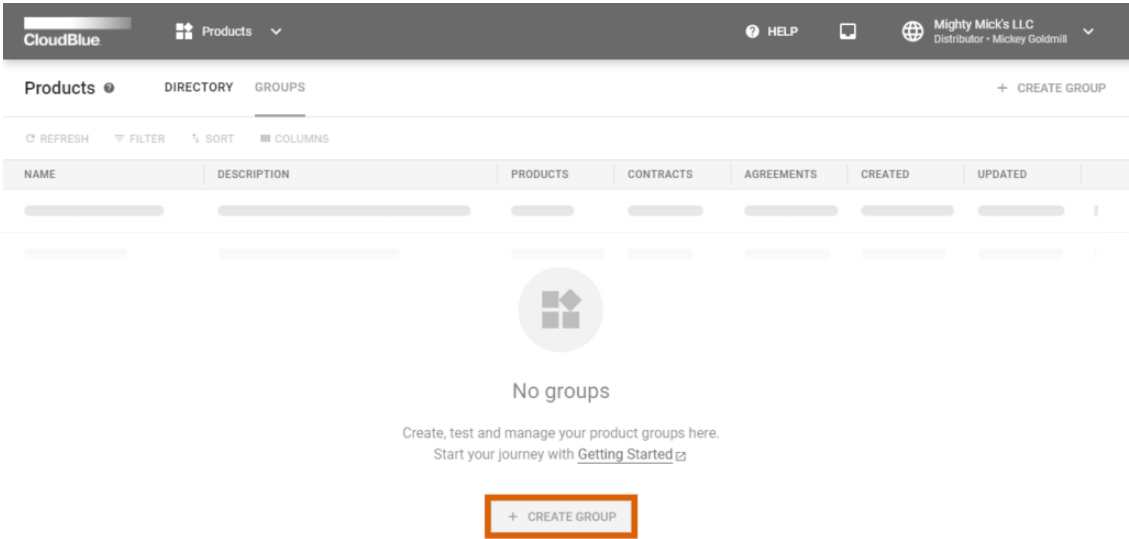 CloudBlue
Products
HELP
Mighty Mick's LLC
Distributor • Mickey Goldmill
Products
DIRECTORY
GROUPS
+ CREATE GROUP
REFRESH
FILTER
SORT
COLUMNS
NAME
DESCRIPTION
PRODUCTS
CONTRACTS
AGREEMENTS
CREATED
UPDATED
No groups
Create, test and manage your product groups here.
Start your journey with Getting Started
+ CREATE GROUP